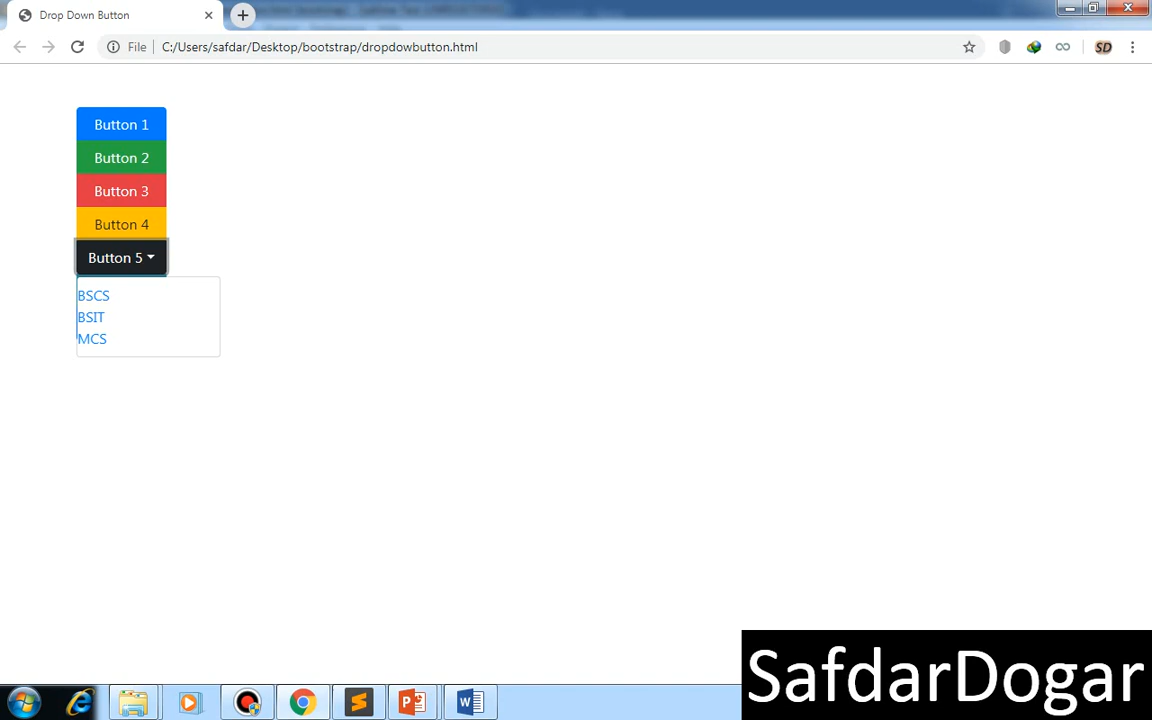 Drop Down Button
File
C:/Users/safdar/Desktop/bootstrap/dropdowbutton.html
SD
Button 1
Button 2
Button 3
Button 4
Button 5
BSCS
BSIT
MCS
SafdarDogar